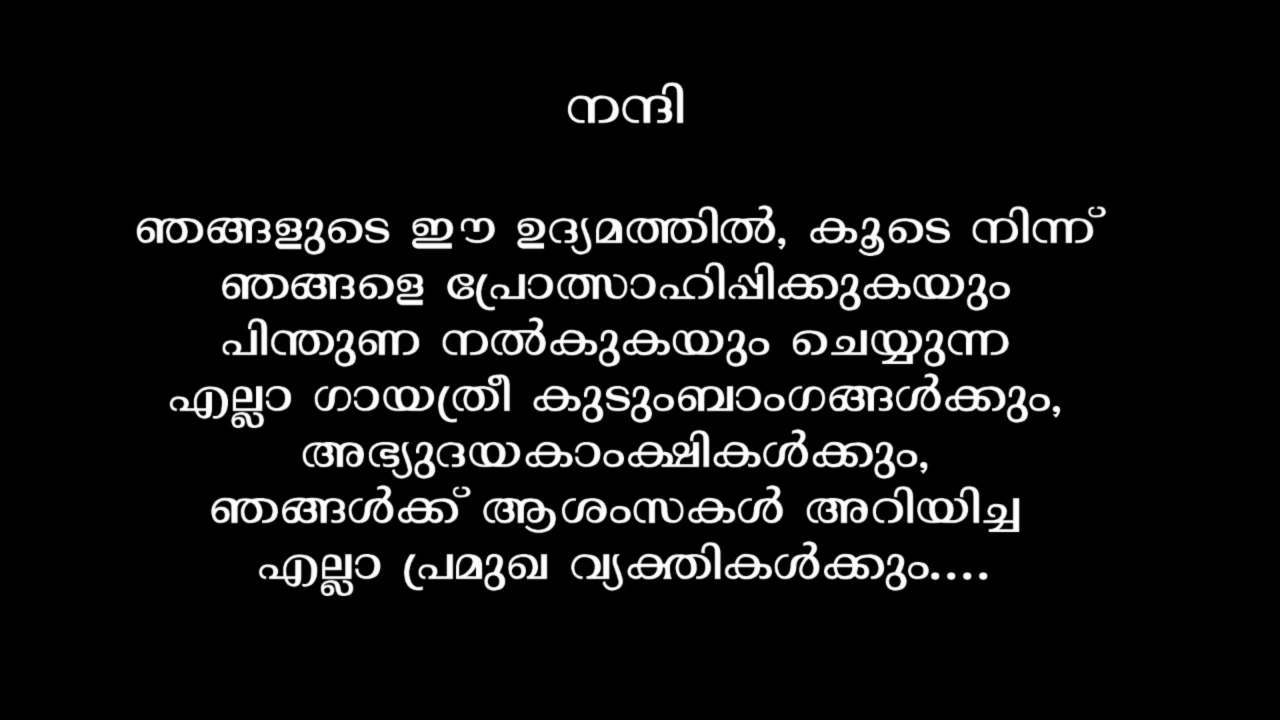 നന്ദി
ഞങ്ങളുടെ ഈ ഉദ്യമത്തിൽ, കൂടെ നിന്ന്
ഞങ്ങളെ പ്രോത്സാഹിപ്പിക്കുകയും
പിന്തുണ നൽകുകയും ചെയ്യുന്ന
എല്ലാ ഗായത്രീ കുടുംബാംഗങ്ങൾക്കും,
അഭ്യുദയകാംക്ഷികൾക്കും,
ഞങ്ങൾക്ക് ആശംസകൾ അറിയിച്ച
എല്ലാ പ്രമുഖ വ്യക്തികൾക്കും....